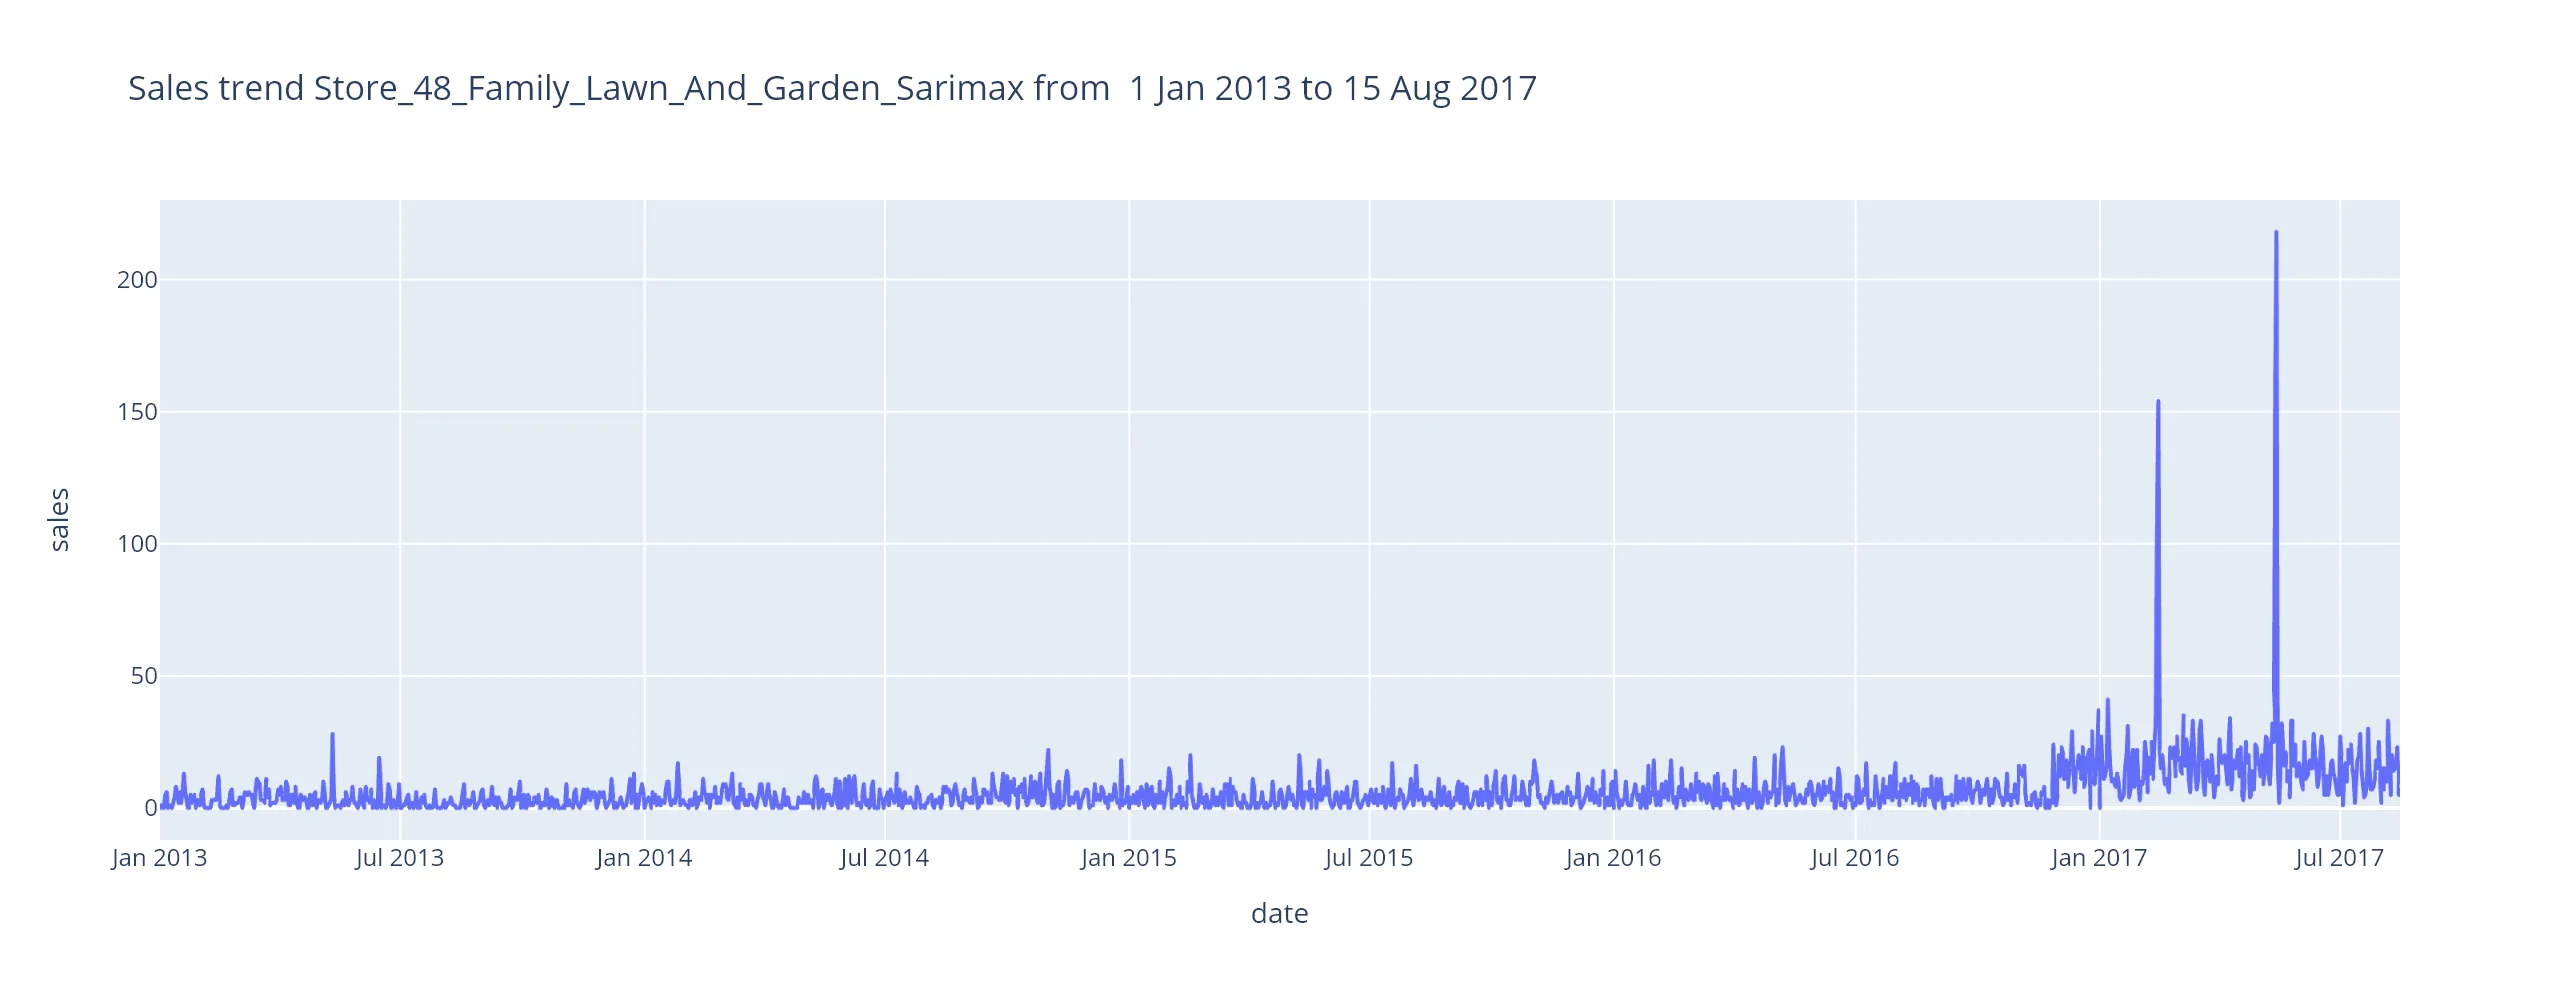 Sales trend Store_48_Family_Lawn_And_Garden_Sarimax from  1 Jan 2013 to 15 Aug 2017
200
150
100
50
0
sales
Jan 2013 Jul 2013 Jan 2014 Jul 2014 Jan 2015 Jul 2015 Jan 2016 Jul 2016 Jan 2017 Jul 2017
date